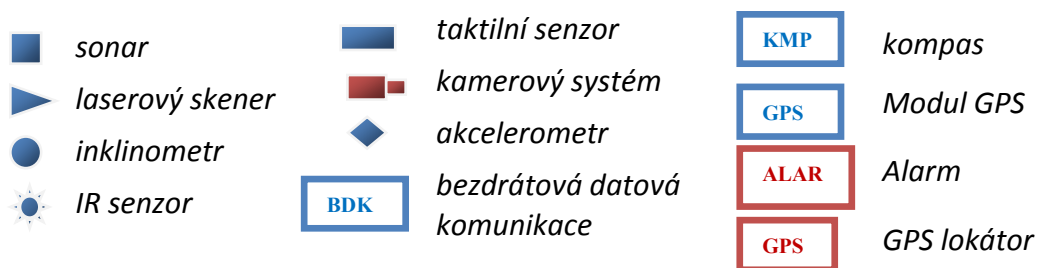 sonar
laserový skener
inklinometr
IR senzor
taktilní senzor
kamerový systém
akcelerometr
BDK
bezdrátová datová
komunikace
KMP
kompas
GPS
Modul GPS
ALAR
Alarm
GPS
GPS lokátor